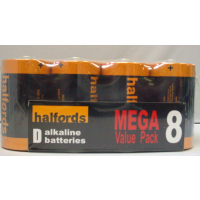 halfords
D alkaline
batteries
MEGA
Value Pack
8